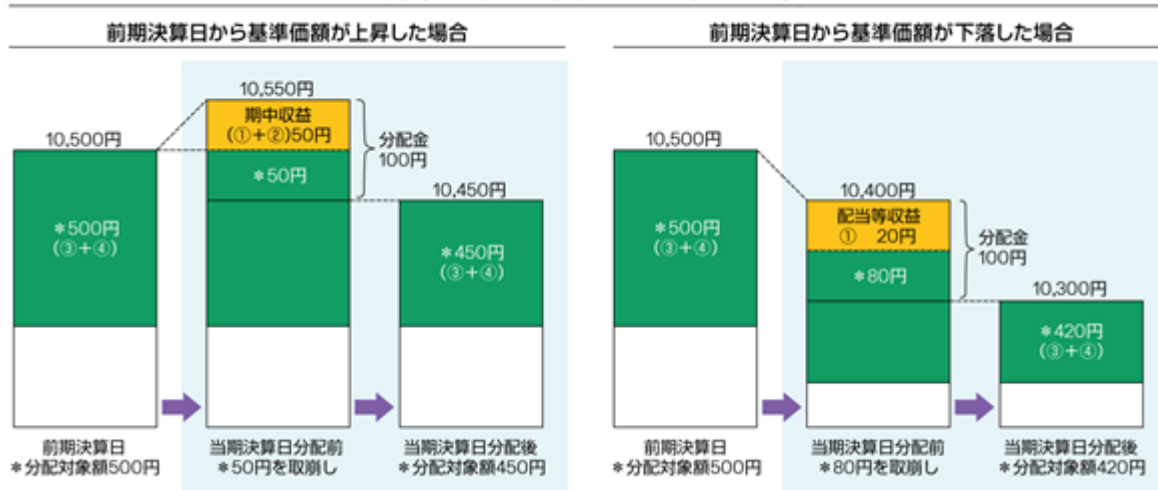 前期決算日から基準価額が上昇した場合
10,550円
期中収益
(①+②)50円
10,500円
分配金
100円
*50円
10,450円
*500円
(③+④)
*450円
(③+④)
前期決算日
*分配対象額500円
当期決算日分配前
*50円を取崩し
当期決算日分配後
*分配対象額450円
前期決算日から基準価額が下落した場合
10,500円
10,400円
配当等収益
① 20円
*500円
(③+④)
分配金
100円
*80円
10,300円
*420円
(③+④)
前期決算日
*分配対象額500円
当期決算日分配前
*80円を取崩し
当期決算日分配後
*分配対象額420円